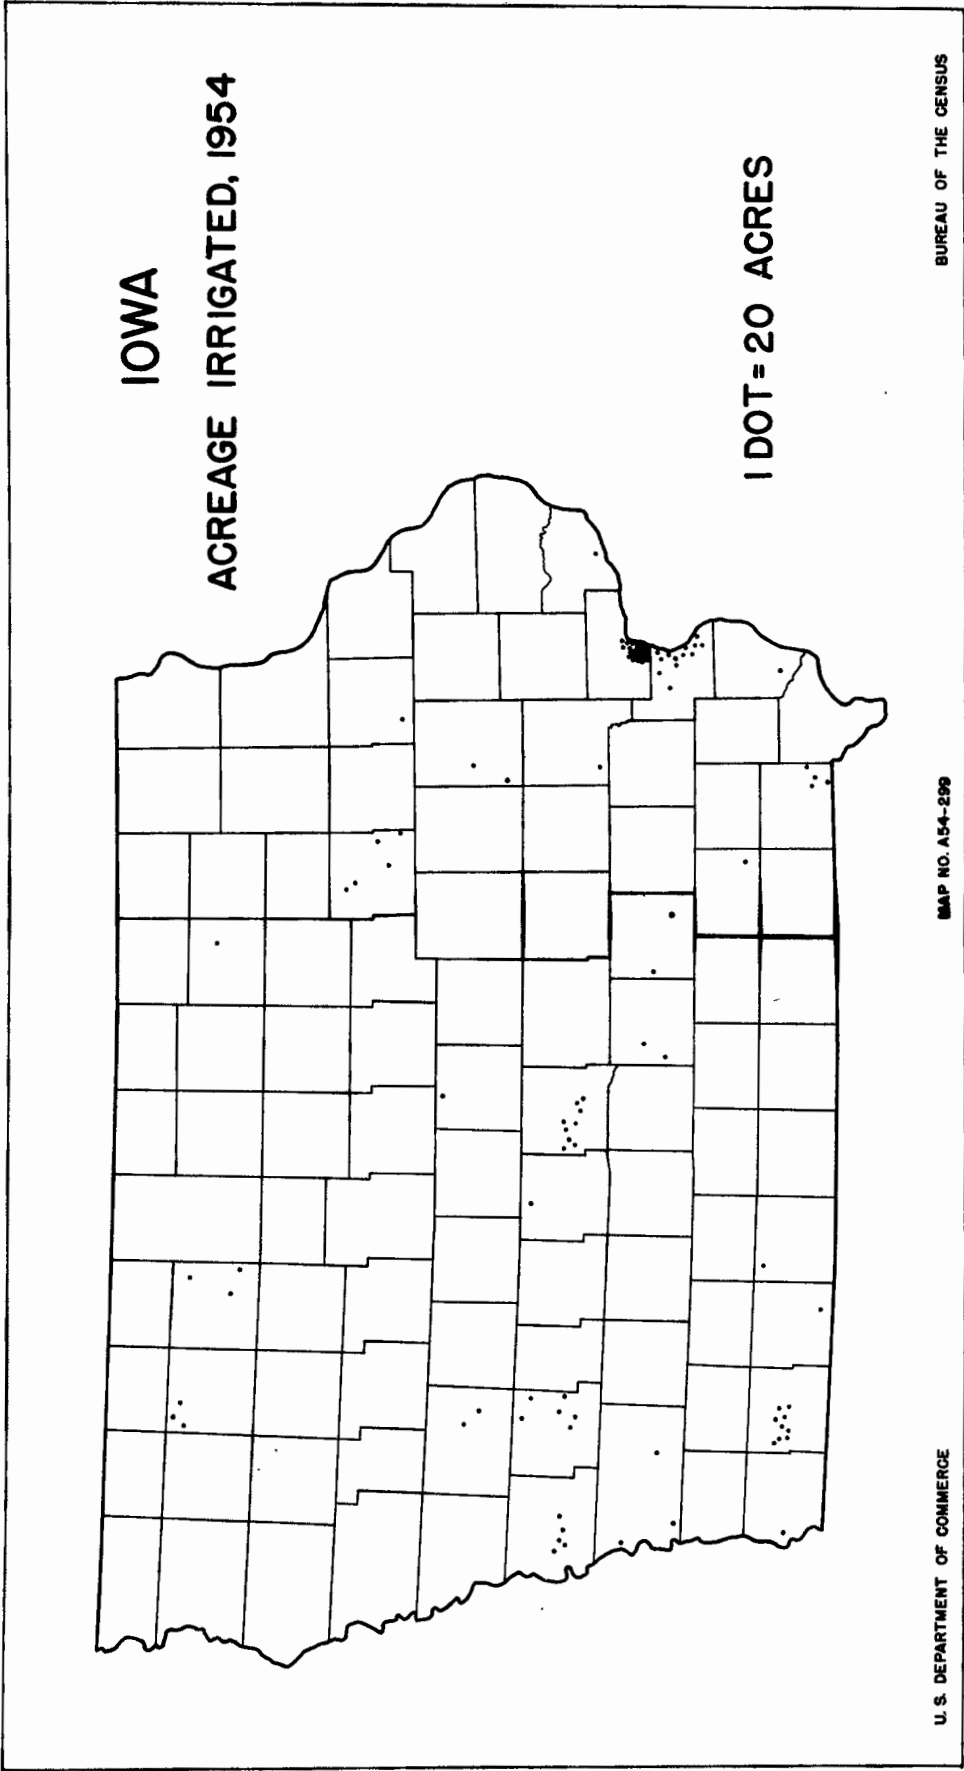 IOWA
ACREAGE IRRIGATED, 1954
1 DOT = 20 ACRES
U. S. DEPARTMENT OF COMMERCE
MAP NO. A54-299
BUREAU OF THE CENSUS